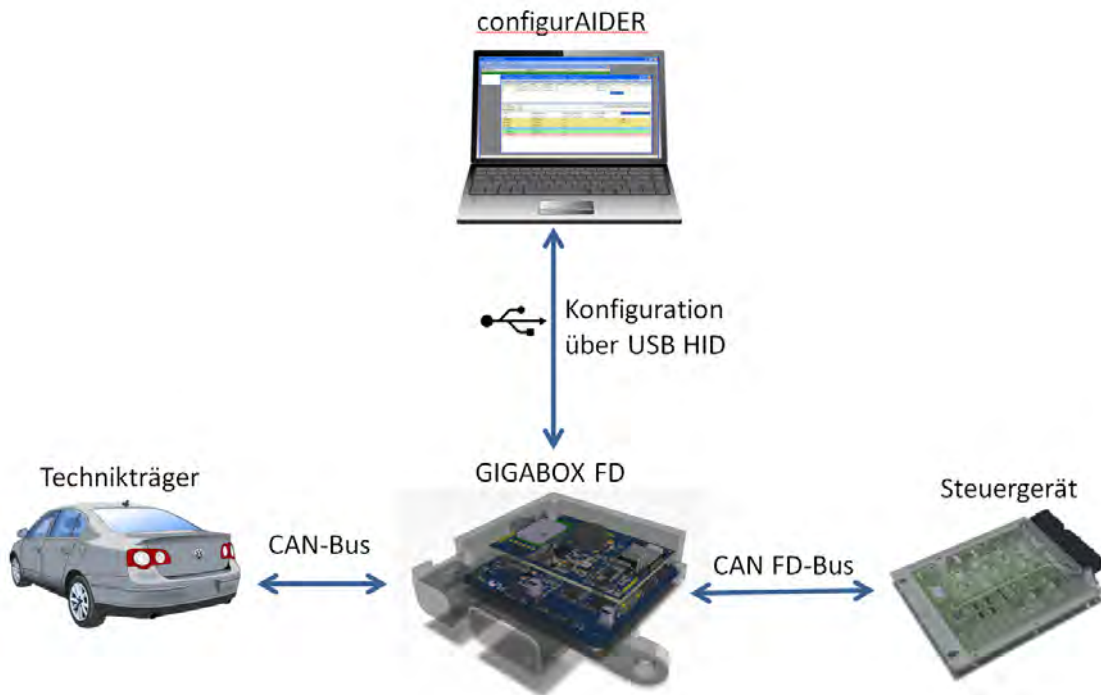 configurAIDER
Konfiguration
über USB HID
Technikträger
GIGABOX FD
Steuergerät
CAN-Bus
CAN FD-Bus